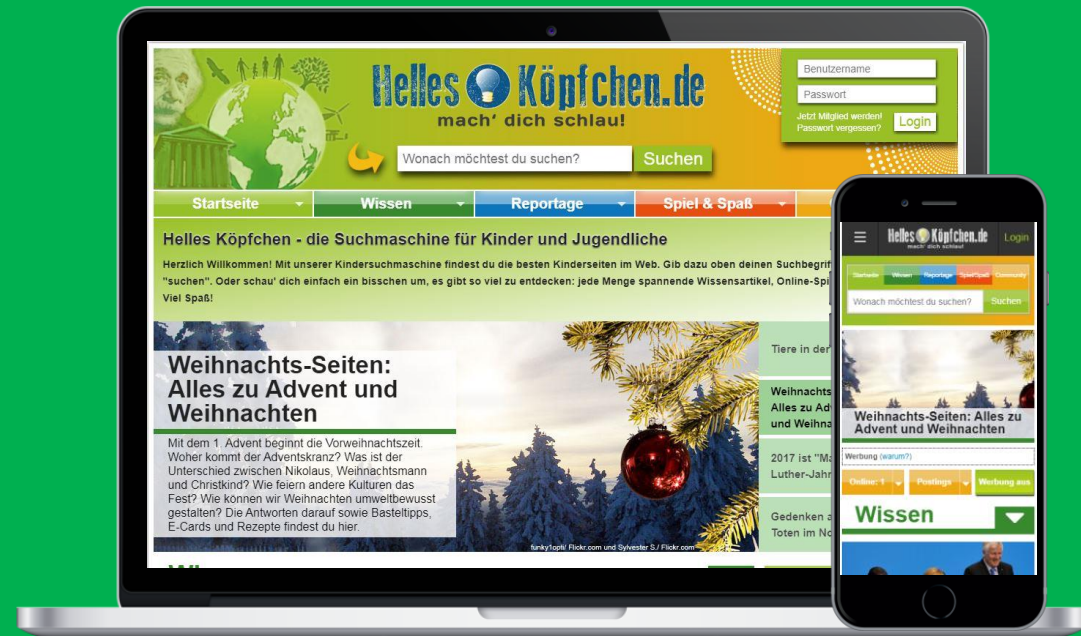 Helles Köpfchen.de
mach' dich schlau!
Benutzername
Passwort
Jetzt Mitglied werden!
Passwort vergessen?
Login
Wonach möchtest du suchen?
Suchen
Startseite
Wissen
Reportage
Spiel & Spaß
Helles Köpfchen - die Suchmaschine für Kinder und Jugendliche
Herzlich Willkommen! Mit unserer Kindersuchmaschine findest du die besten Kinderseiten im Web. Gib dazu oben deinen Suchbegrif
"suchen". Oder schau' dich einfach ein bisschen um, es gibt so viel zu entdecken: jede Menge spannende Wissensartikel, Online-Spi
Viel Spaß!
Weihnachts-Seiten:
Alles zu Advent und
Weihnachten
Mit dem 1. Advent beginnt die Vorweihnachtszeit.
Woher kommt der Adventskranz? Was ist der
Unterschied zwischen Nikolaus, Weihnachtsmann
und Christkind? Wie feiern andere Kulturen das
Fest? Wie können wir Weihnachten umweltbewusst
gestalten? Die Antworten darauf sowie Basteltipps,
E-Cards und Rezepte findest du hier.
funky1opti/ Flickr.com und Sylvester S./ Flickr.com
Tiere in der
Weihnachts
Alles zu Ad
und Weihna
2017 ist "Ma
Luther-Jahr
Gedenken a
Toten im No
Helles Köpfchen.de
mach' dich schlau!
Login
Startseite
Wissen
Reportage
Spiel/Spaß
Community
Wonach möchtest du suchen?
Suchen
Weihnachts-Seiten: Alles zu
Advent und Weihnachten
Werbung (warum?)
Online: 1
Postings
Werbung aus
Wissen